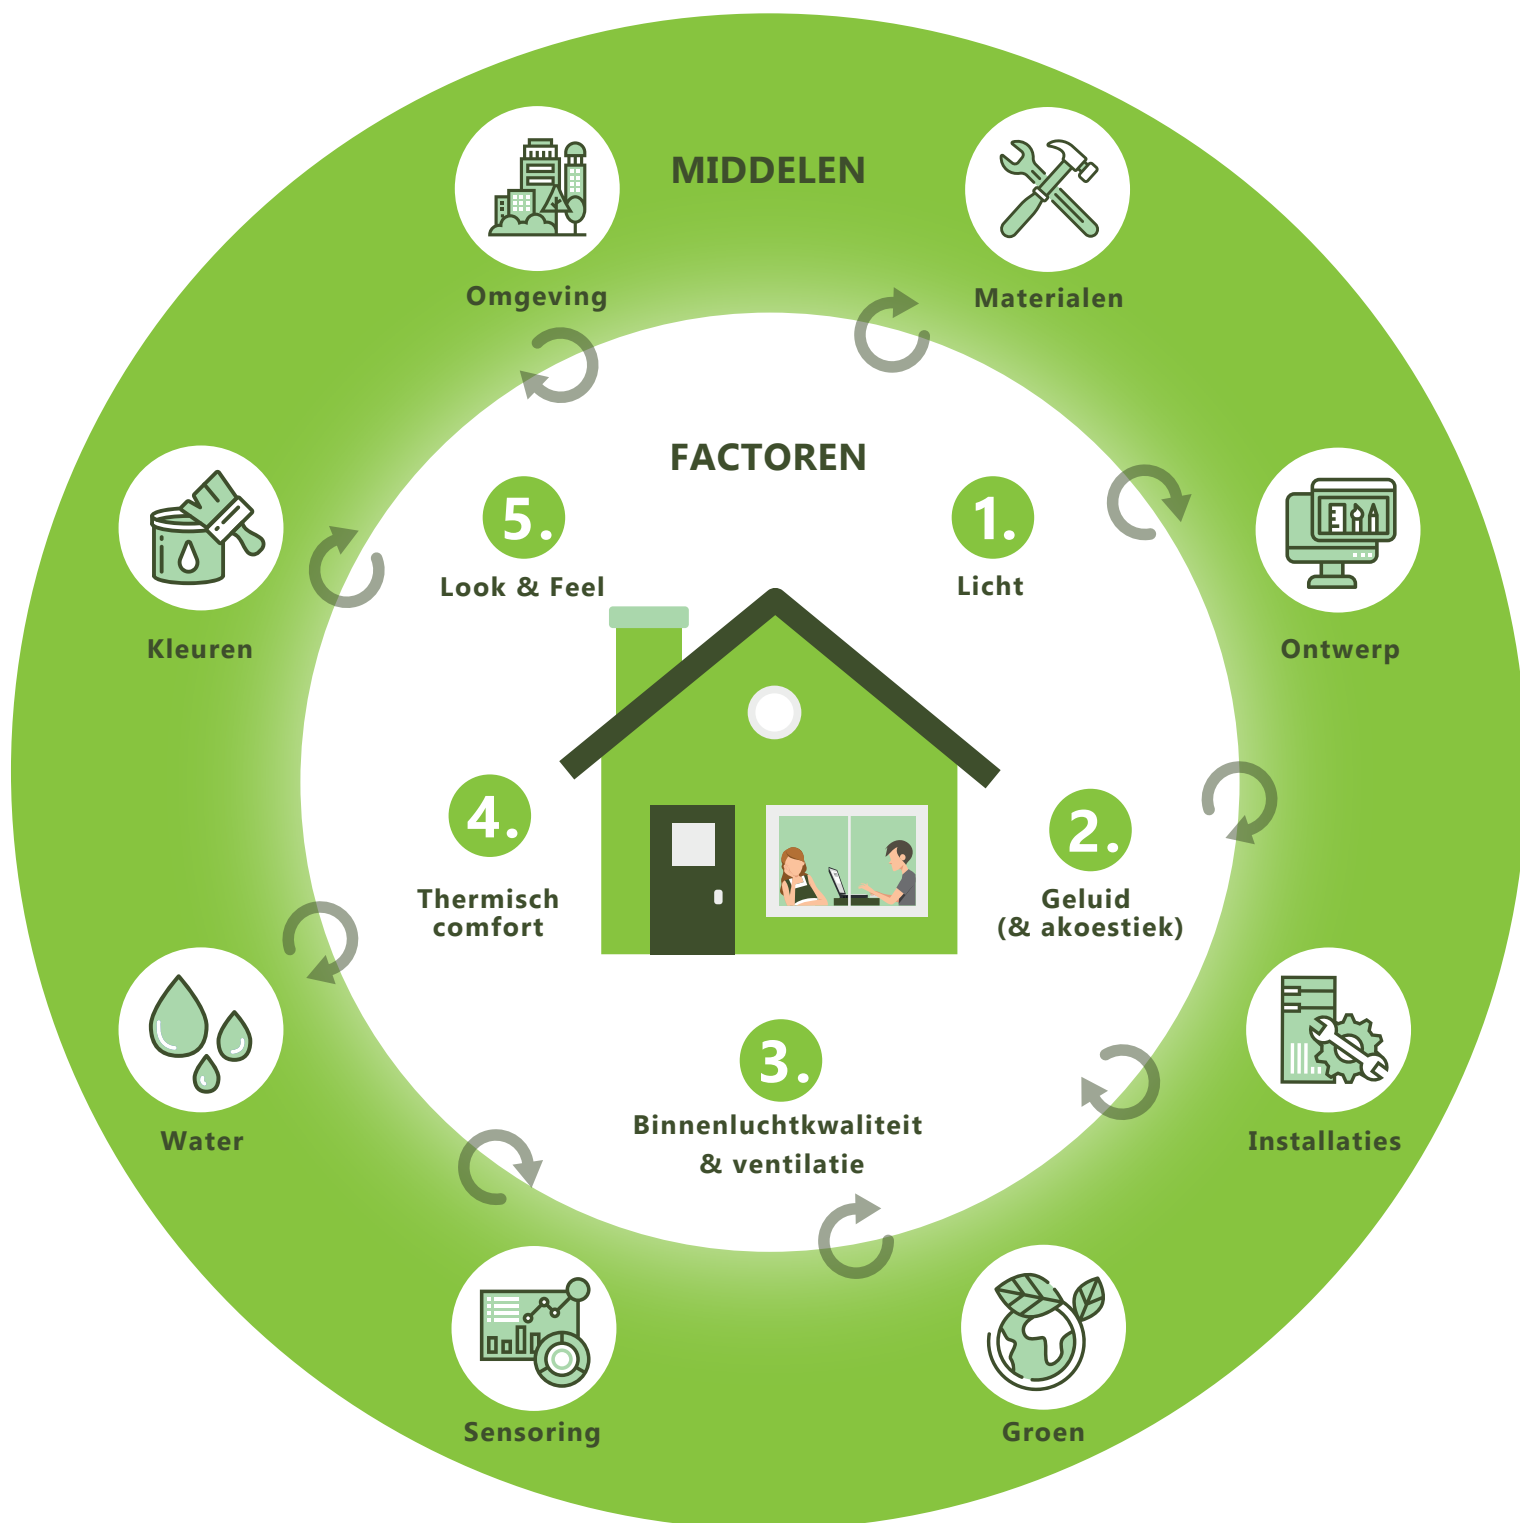 MIDDELEN
Omgeving
Materialen
FACTOREN
5.
Look & Feel
1.
Licht
Kleuren
Ontwerp
4.
Thermisch
comfort
2.
Geluid
(& akoestiek)
3.
Binnenluchtkwaliteit
& ventilatie
Water
Installaties
Sensoring
Groen